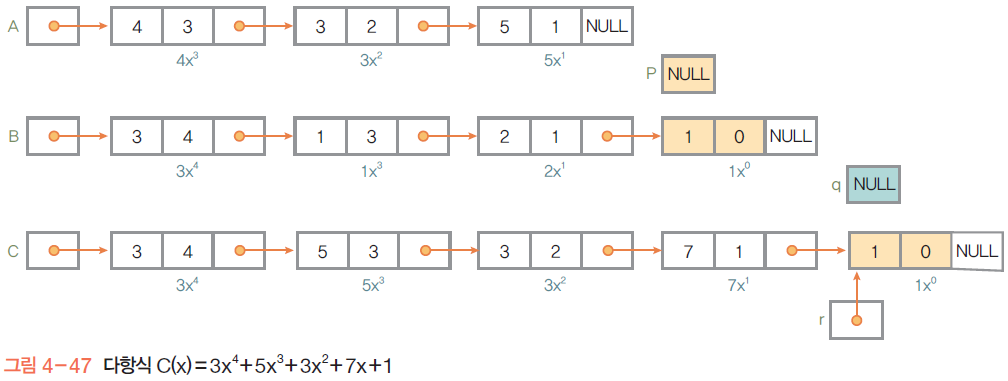 A 4 3 3 2 5 1 NULL
4x³ 3x² 5x¹
P NULL
B 3 4 1 3 2 1 1 0 NULL
3x⁴ 1x³ 2x¹ 1x⁰
q NULL
C 3 4 5 3 3 2 7 1 1 0 NULL
3x⁴ 5x³ 3x² 7x¹ 1x⁰
r
그림 4-47 다항식 C(x)=3x⁴+5x³+3x²+7x+1